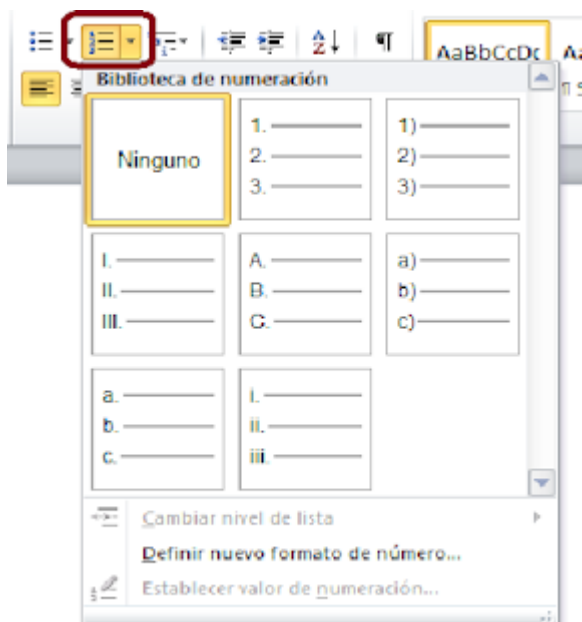 AaBbCcDc Aa
Biblioteca de numeración
¶ S
Ninguno
1.
2.
3.
1)
2)
3)
I.
II.
III.
A.
B.
C.
a)
b)
c)
a.
b.
c.
i.
ii.
iii.
Cambiar nivel de lista
Definir nuevo formato de número...
Establecer valor de numeración...